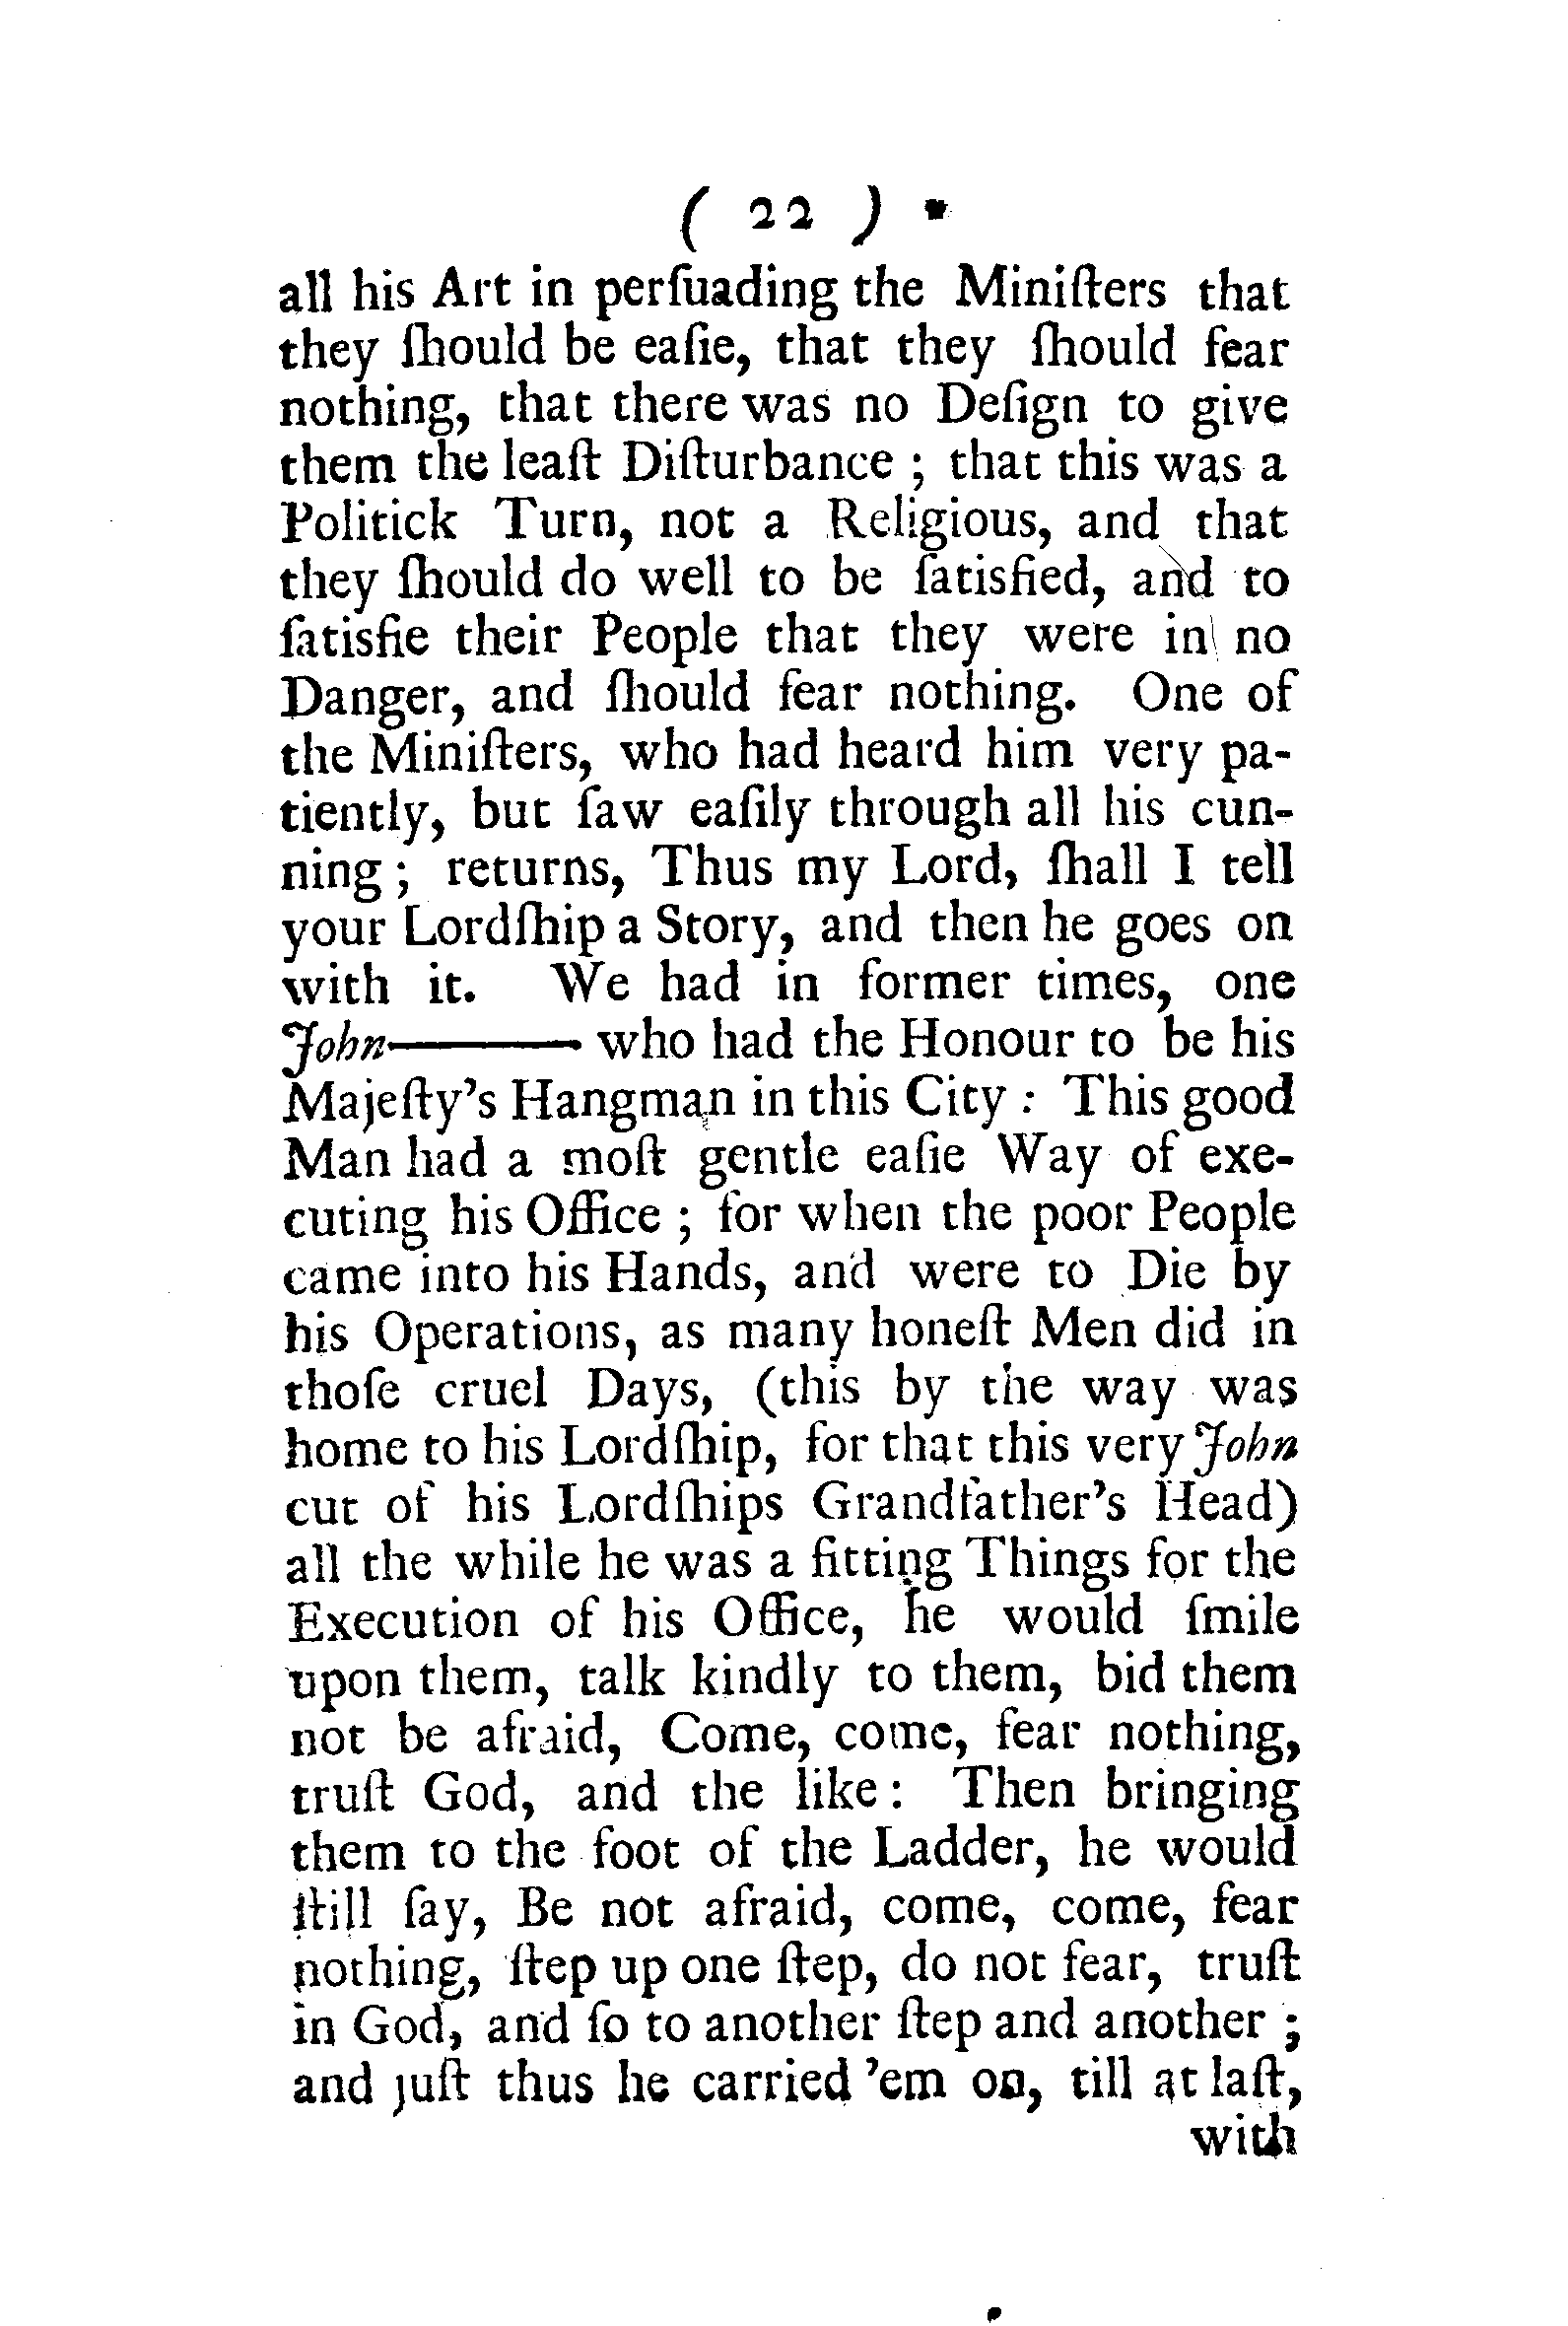 ( 22 )
all his Art in perſuading the Miniſters that
they ſhould be eaſie, that they ſhould fear
nothing, that there was no Deſign to give
them the leaſt Diſturbance ; that this was a
Politick Turn, not a Religious, and that
they ſhould do well to be ſatisfied, and to
ſatisfie their People that they were in no
Danger, and ſhould fear nothing. One of
the Miniſters, who had heard him very pa-
tiently, but ſaw eaſily through all his cun-
ning ; returns, Thus my Lord, ſhall I tell
your Lordſhip a Story, and then he goes on
with it. We had in former times, one
John——— who had the Honour to be his
Majeſty's Hangman in this City : This good
Man had a moſt gentle eaſie Way of exe-
cuting his Office ; for when the poor People
came into his Hands, and were to Die by
his Operations, as many honeſt Men did in
thoſe cruel Days, (this by the way was
home to his Lordſhip, for that this very John
cut of his Lordſhips Grandfather's Head)
all the while he was a fitting Things for the
Execution of his Office, he would ſmile
upon them, talk kindly to them, bid them
not be afraid, Come, come, fear nothing,
truſt God, and the like : Then bringing
them to the foot of the Ladder, he would
ſtill ſay, Be not afraid, come, come, fear
nothing, ſtep up one ſtep, do not fear, truſt
in God, and ſo to another ſtep and another ;
and juſt thus he carried 'em on, till at laſt,
with